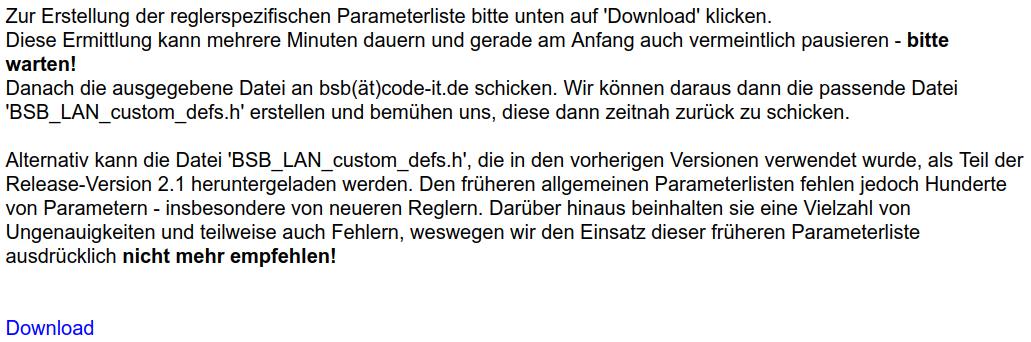 Zur Erstellung der reglerspezifischen Parameterliste bitte unten auf 'Download' klicken.
Diese Ermittlung kann mehrere Minuten dauern und gerade am Anfang auch vermeintlich pausieren - bitte
warten!
Danach die ausgegebene Datei an bsb(ät)code-it.de schicken. Wir können daraus dann die passende Datei
'BSB_LAN_custom_defs.h' erstellen und bemühen uns, diese dann zeitnah zurück zu schicken.
Alternativ kann die Datei 'BSB_LAN_custom_defs.h', die in den vorherigen Versionen verwendet wurde, als Teil der
Release-Version 2.1 heruntergeladen werden. Den früheren allgemeinen Parameterlisten fehlen jedoch Hunderte
von Parametern - insbesondere von neueren Reglern. Darüber hinaus beinhalten sie eine Vielzahl von
Ungenauigkeiten und teilweise auch Fehlern, weswegen wir den Einsatz dieser früheren Parameterliste
ausdrücklich nicht mehr empfehlen!
Download